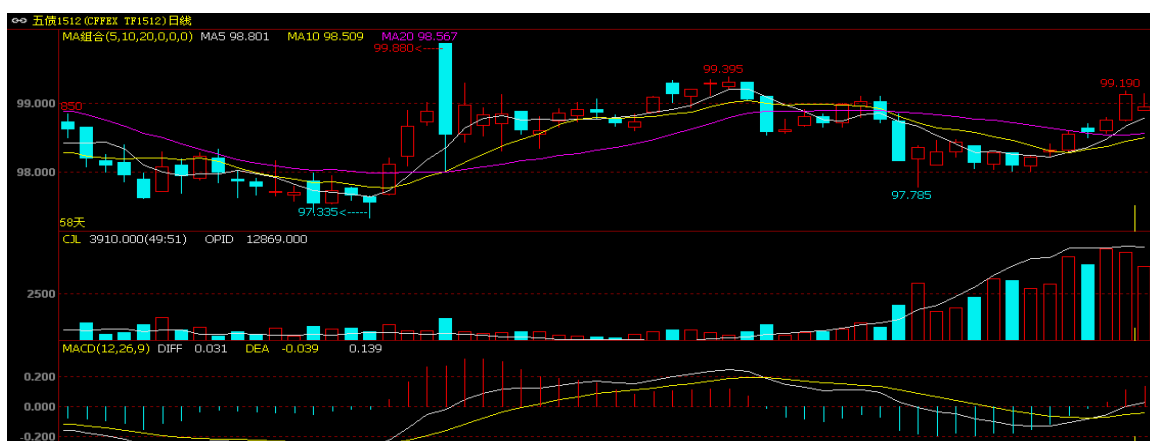 五债1512(CFFEX TF1512)日线
MA组合(5,10,20,0,0,0) MA5 98.801 MA10 98.509 MA20 98.567
99.880<-----
99.395
99.190
99.000
850
98.000
97.785
97.335<-----
58天
CJL 3910.000(49:51) OPID 12869.000
2500
MACD(12,26,9) DIFF 0.031 DEA -0.039 0.139
0.200
0.000
-0.200